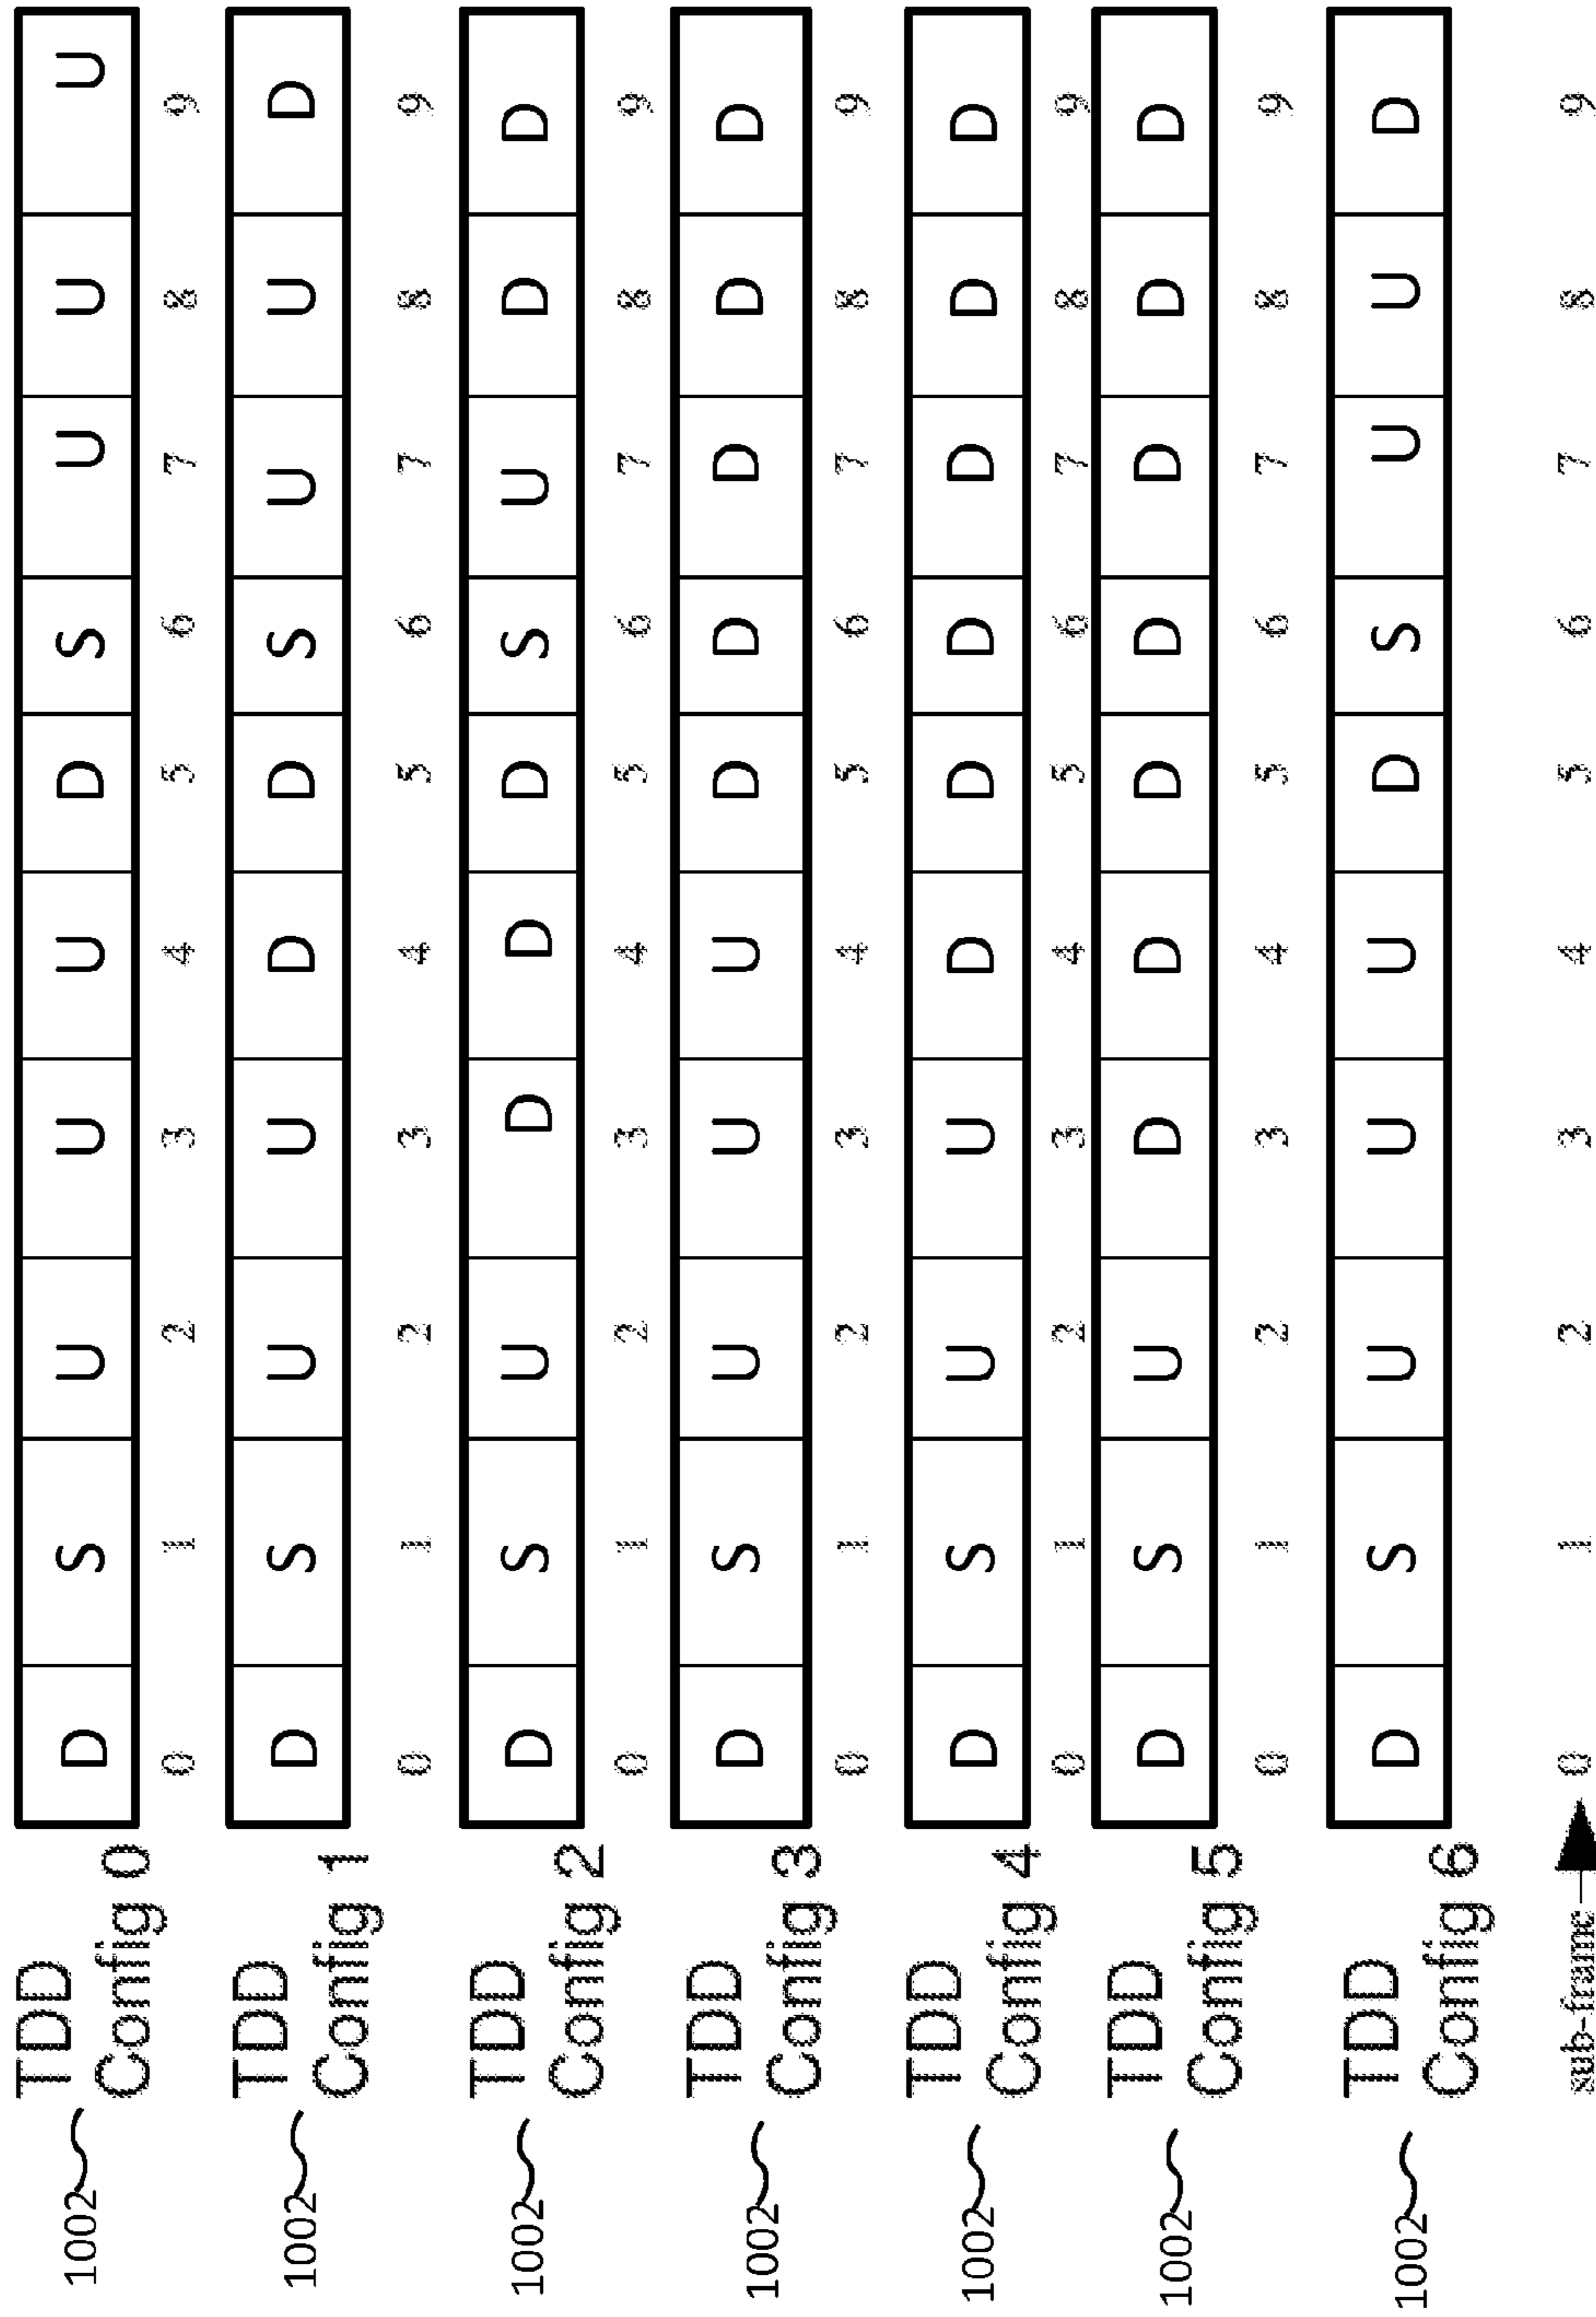 1002 TDD Config 0
D S U U U D S U U U
0 1 2 3 4 5 6 7 8 9
1002 TDD Config 1
D S U U D D S U U D
0 1 2 3 4 5 6 7 8 9
1002 TDD Config 2
D S U D D D S U D D
0 1 2 3 4 5 6 7 8 9
1002 TDD Config 3
D S U U U D D D D D
0 1 2 3 4 5 6 7 8 9
1002 TDD Config 4
D S U U D D D D D D
0 1 2 3 4 5 6 7 8 9
1002 TDD Config 5
D S U D D D D D D D
0 1 2 3 4 5 6 7 8 9
1002 TDD Config 6
D S U U U D S U U D
sub-frame 0 1 2 3 4 5 6 7 8 9